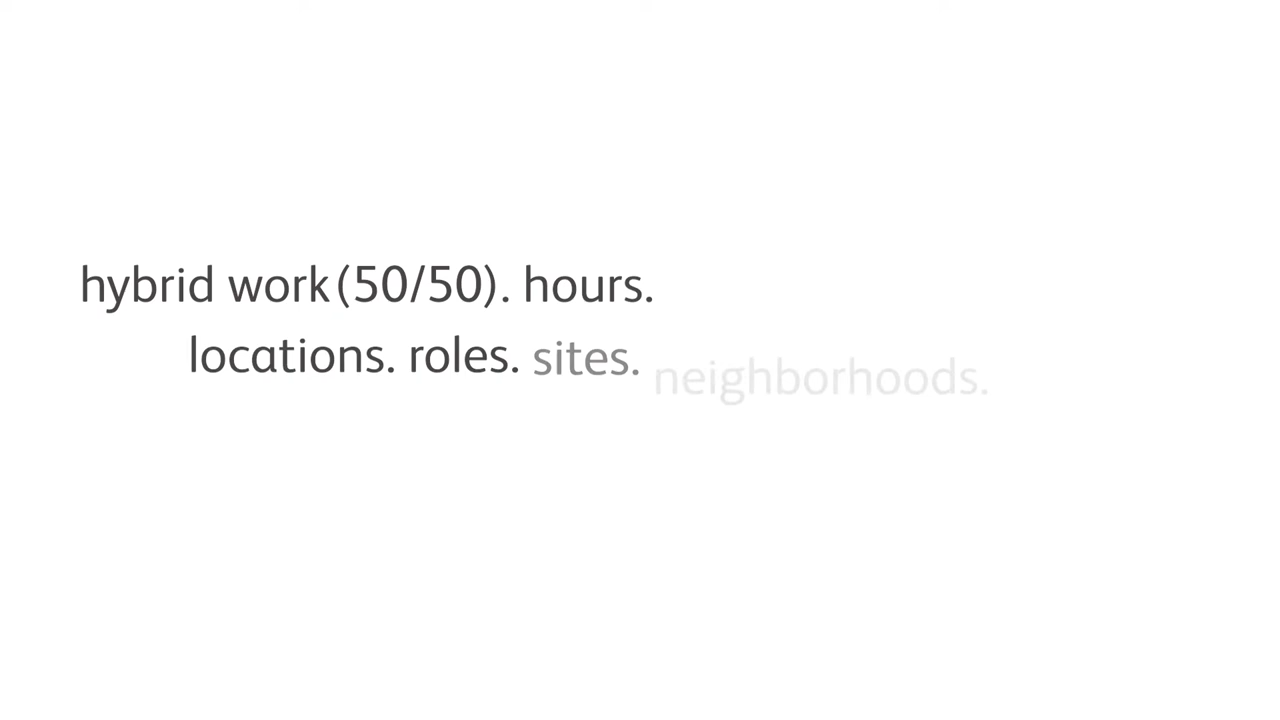 hybrid work (50/50). hours.
locations. roles. sites. neighborhoods.